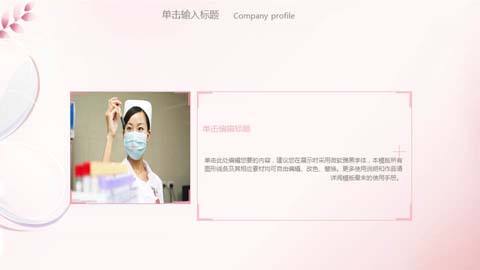 单击输入标题 Company profile
单击编辑标题
单击此处编辑您要的内容，建议您在展示时采用微软雅黑字体，本模板所有
图形线条及其相应素材均可自由编辑、改色、替换。更多使用说明和作品请
详阅模板最末的使用手册。